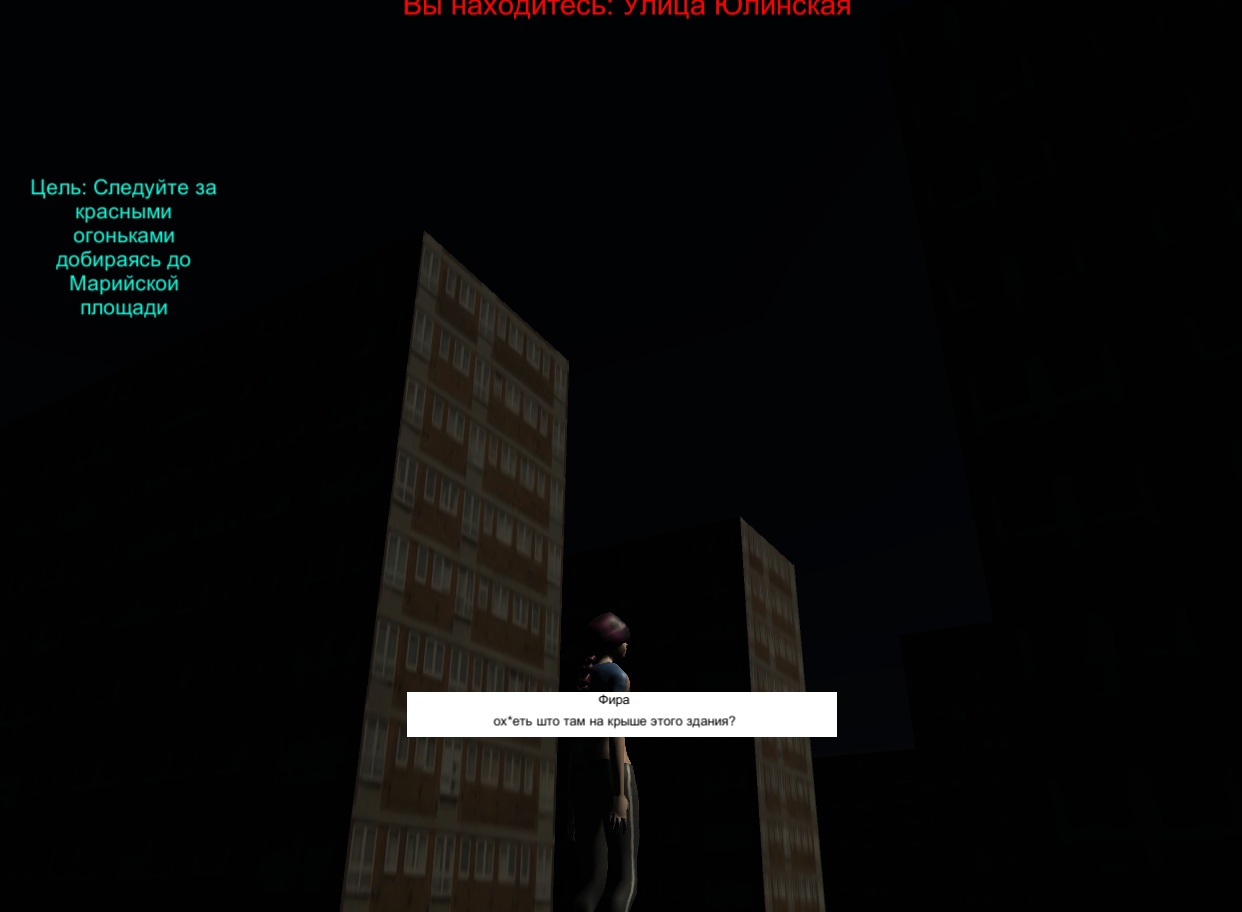 Вы находитесь: Улица Юлинская
Цель: Следуйте за
красными
огоньками
добираясь до
Марийской
площади
Фира
ох*еть што там на крыше этого здания?